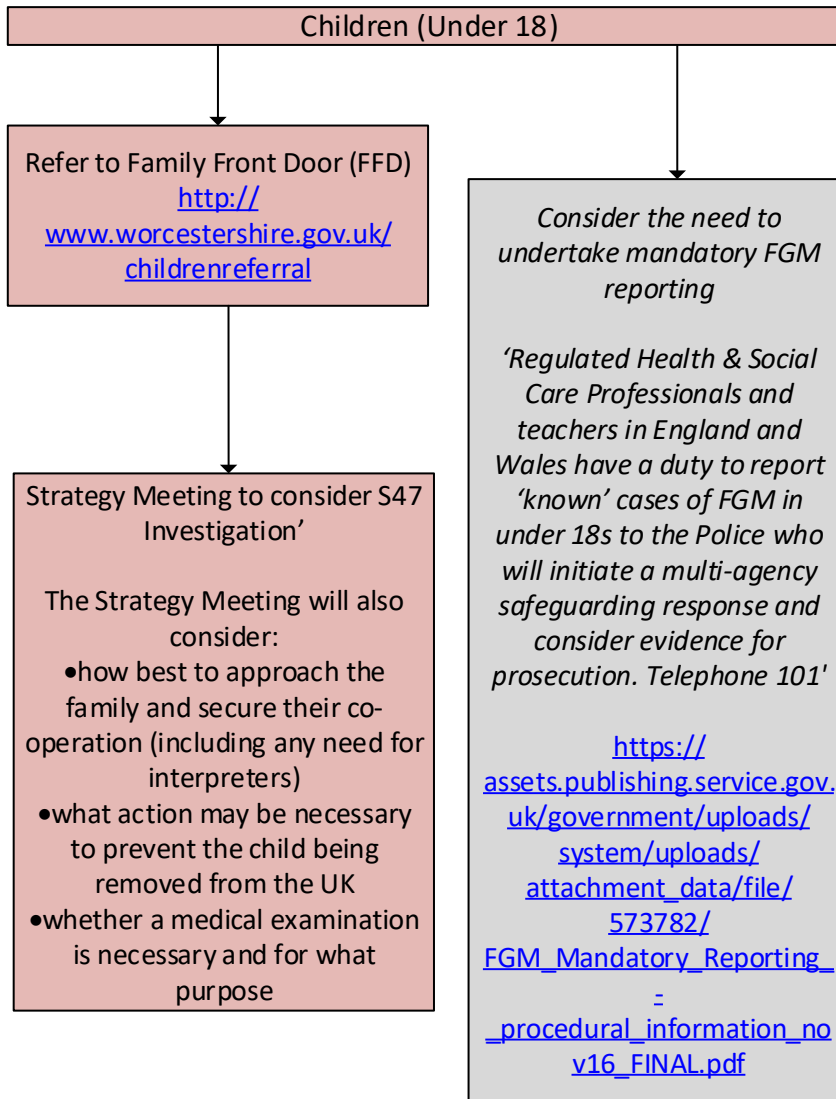 Children (Under 18)
Refer to Family Front Door (FFD)
http://
www.worcestershire.gov.uk/
childrenreferral
Strategy Meeting to consider S47
Investigation’
The Strategy Meeting will also
consider:
•how best to approach the
family and secure their co-
operation (including any need for
interpreters)
•what action may be necessary
to prevent the child being
removed from the UK
•whether a medical examination
is necessary and for what
purpose
Consider the need to
undertake mandatory FGM
reporting
‘Regulated Health & Social
Care Professionals and
teachers in England and
Wales have a duty to report
‘known’ cases of FGM in
under 18s to the Police who
will initiate a multi-agency
safeguarding response and
consider evidence for
prosecution. Telephone 101'
https://
assets.publishing.service.gov.
uk/government/uploads/
system/uploads/
attachment_data/file/
573782/
FGM_Mandatory_Reporting_
-
_procedural_information_no
v16_FINAL.pdf